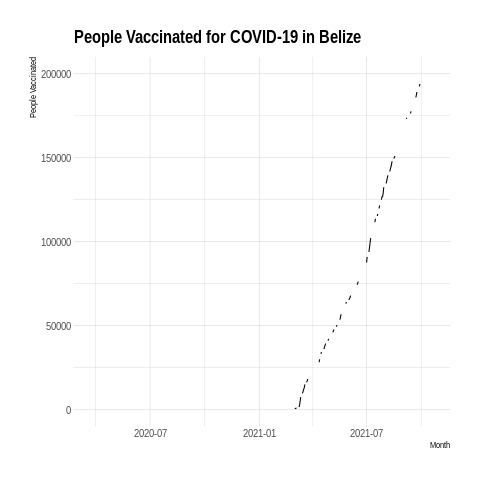 People Vaccinated for COVID-19 in Belize
People Vaccinated
200000
150000
100000
50000
0
2020-07
2021-01
2021-07
Month